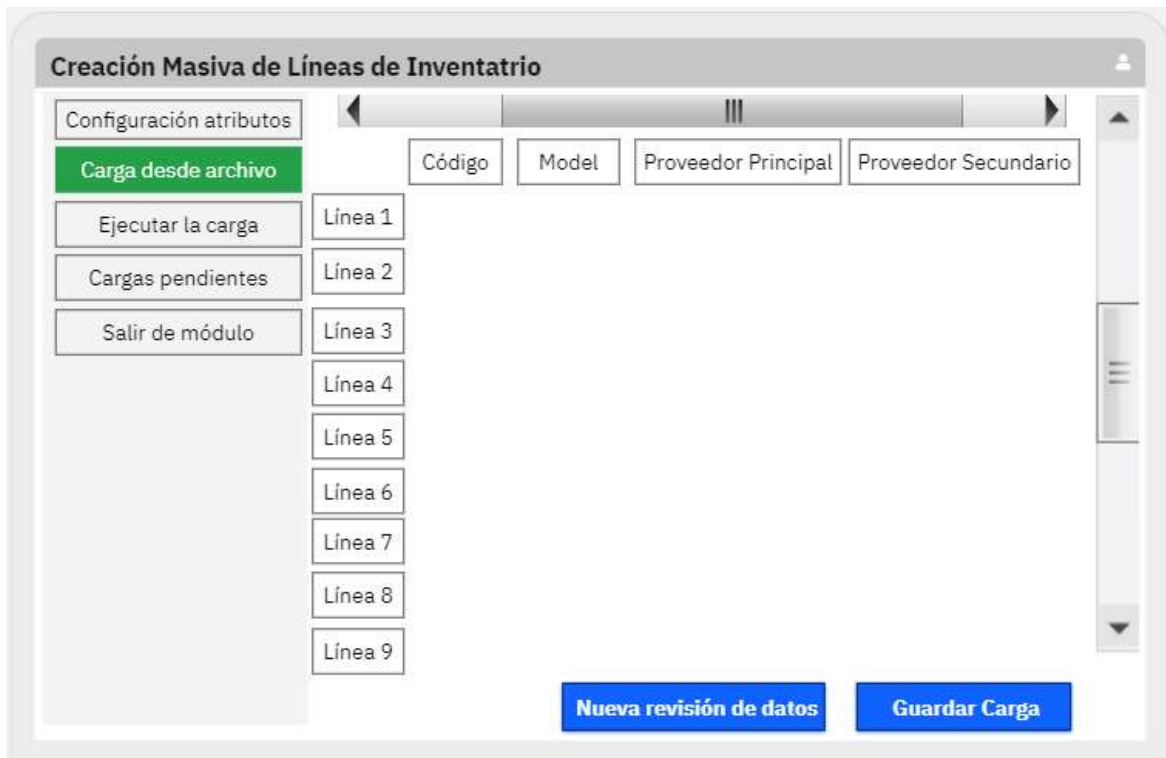 Creación Masiva de Líneas de Inventatrio
Configuración atributos
Carga desde archivo
Ejecutar la carga
Cargas pendientes
Salir de módulo
Código Model Proveedor Principal Proveedor Secundario
Línea 1
Línea 2
Línea 3
Línea 4
Línea 5
Línea 6
Línea 7
Línea 8
Línea 9
Nueva revisión de datos Guardar Carga